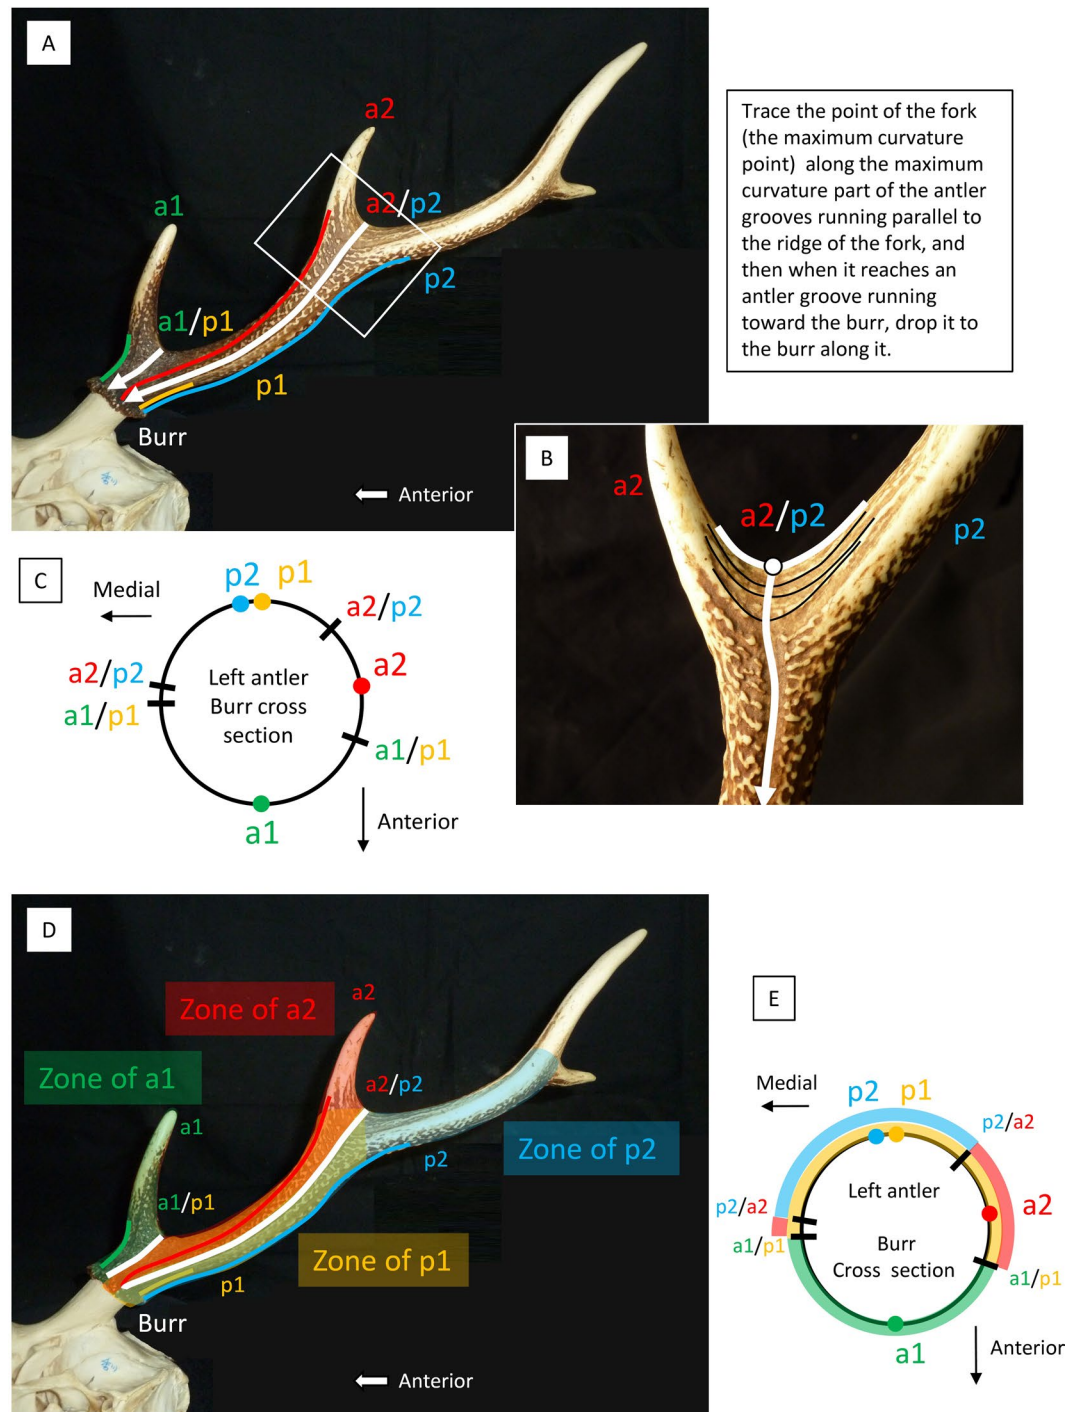 A
a2
a1
a2/p2
p2
a1/p1
p1
Burr
Anterior
Trace the point of the fork
(the maximum curvature
point) along the maximum
curvature part of the antler
grooves running parallel to
the ridge of the fork, and
then when it reaches an
antler groove running
toward the burr, drop it to
the burr along it.
B
a2
a2/p2
p2
C
Medial
p2 p1
a2/p2
a2/p2
a2
a1/p1
Left antler
Burr cross
section
a1/p1
a1
Anterior
D
Zone of a2
a2
Zone of a1
a1
a2/p2
p2
Zone of p2
a1/p1
p1
Zone of p1
Burr
Anterior
E
Medial
p2 p1
p2/a2
Left antler
p2/a2
a2
a1/p1
Burr
Cross section
a1/p1
a1
Anterior